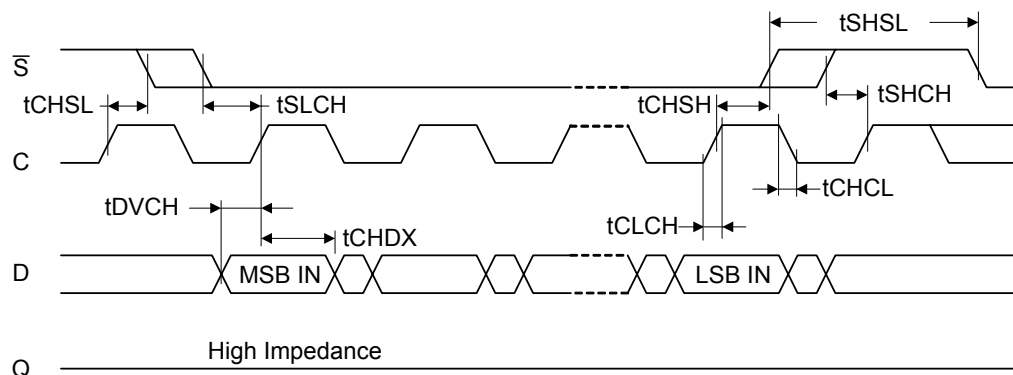 tSHSL
S̅
tCHSL
tSLCH
tCHSH
tSHCH
C
tDVCH
tCHDX
tCLCH
tCHCL
D
MSB IN
LSB IN
High Impedance
Q